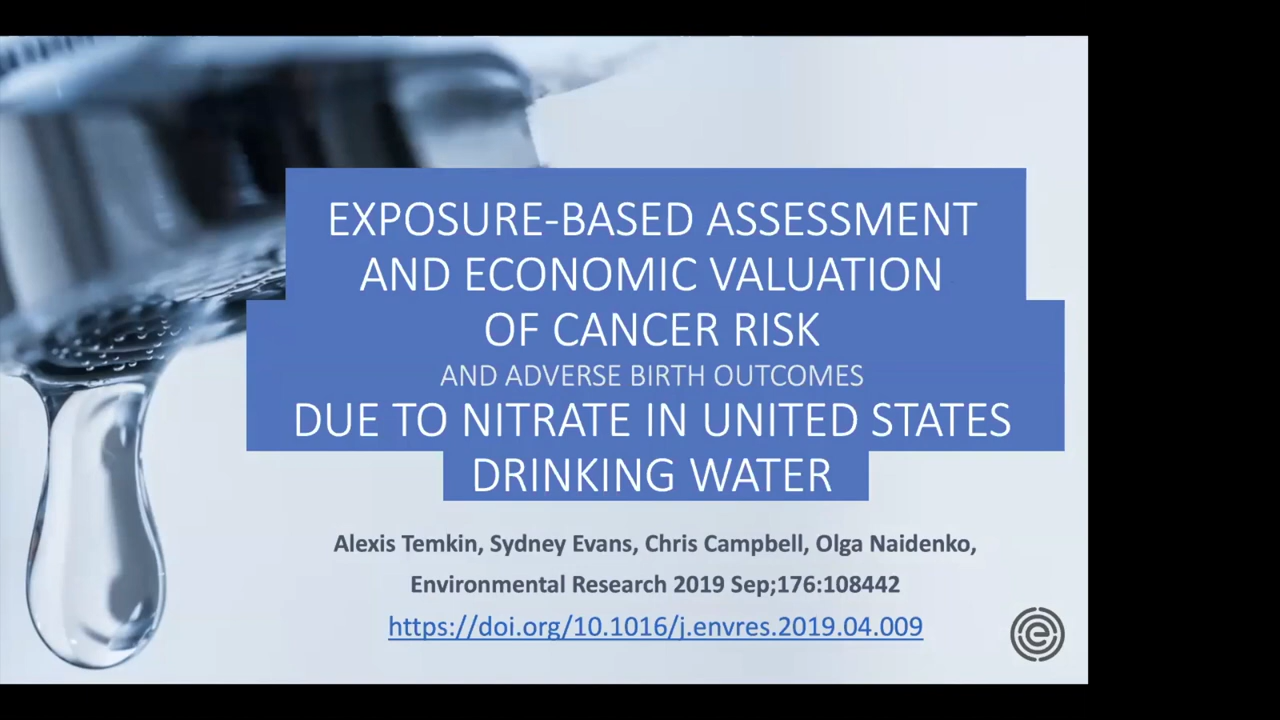 EXPOSURE-BASED ASSESSMENT
AND ECONOMIC VALUATION
OF CANCER RISK
AND ADVERSE BIRTH OUTCOMES
DUE TO NITRATE IN UNITED STATES
DRINKING WATER
Alexis Temkin, Sydney Evans, Chris Campbell, Olga Naidenko,
Environmental Research 2019 Sep;176:108442
https://doi.org/10.1016/j.envres.2019.04.009
e